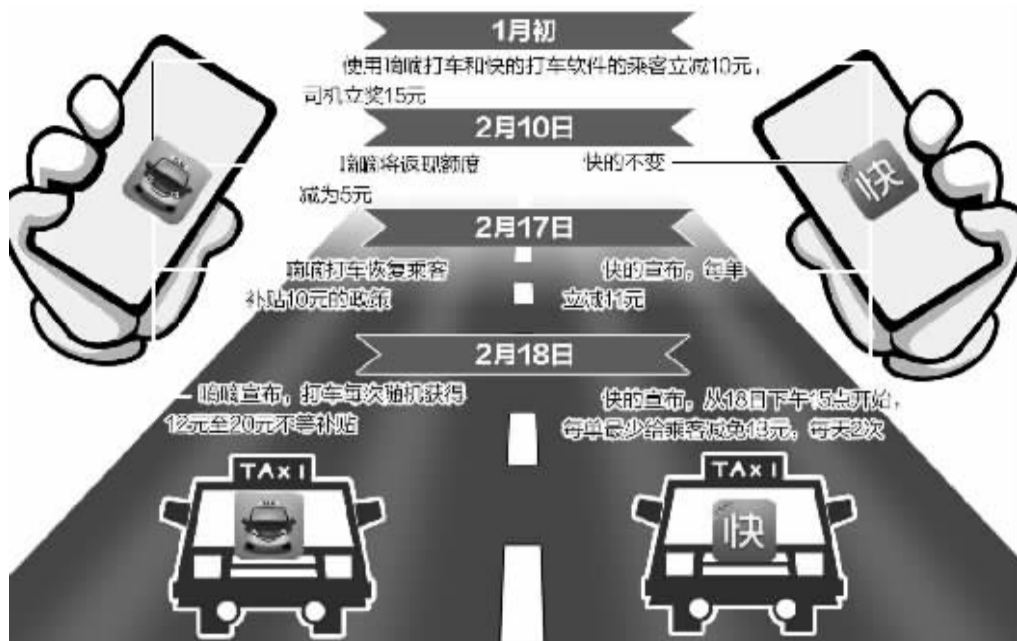 1月初
使用嘀嘀打车和快的打车软件的乘客立减10元，
司机立奖15元
2月10日
嘀嘀将返现额度
减为5元
快的不变
快
2月17日
嘀嘀打车恢复乘客
补贴10元的政策
快的宣布，每单
立减11元
2月18日
嘀嘀宣布，打车每次随机获得
12元至20元不等补贴
快的宣布，从18日下午15点开始，
每单最少给乘客减免13元，每天2次
TAXI
TAXI
快